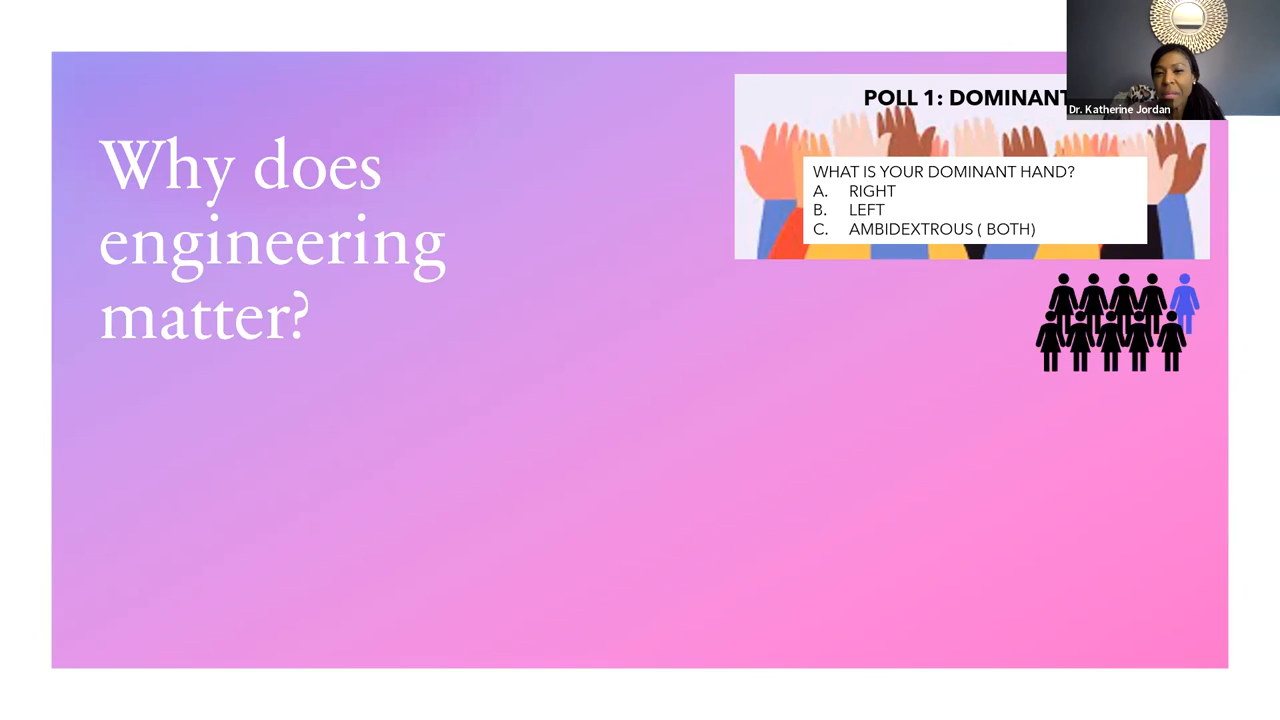 Why does
engineering
matter?
POLL 1: DOMINANT
WHAT IS YOUR DOMINANT HAND?
A. RIGHT
B. LEFT
C. AMBIDEXTROUS ( BOTH)
Dr. Katherine Jordan